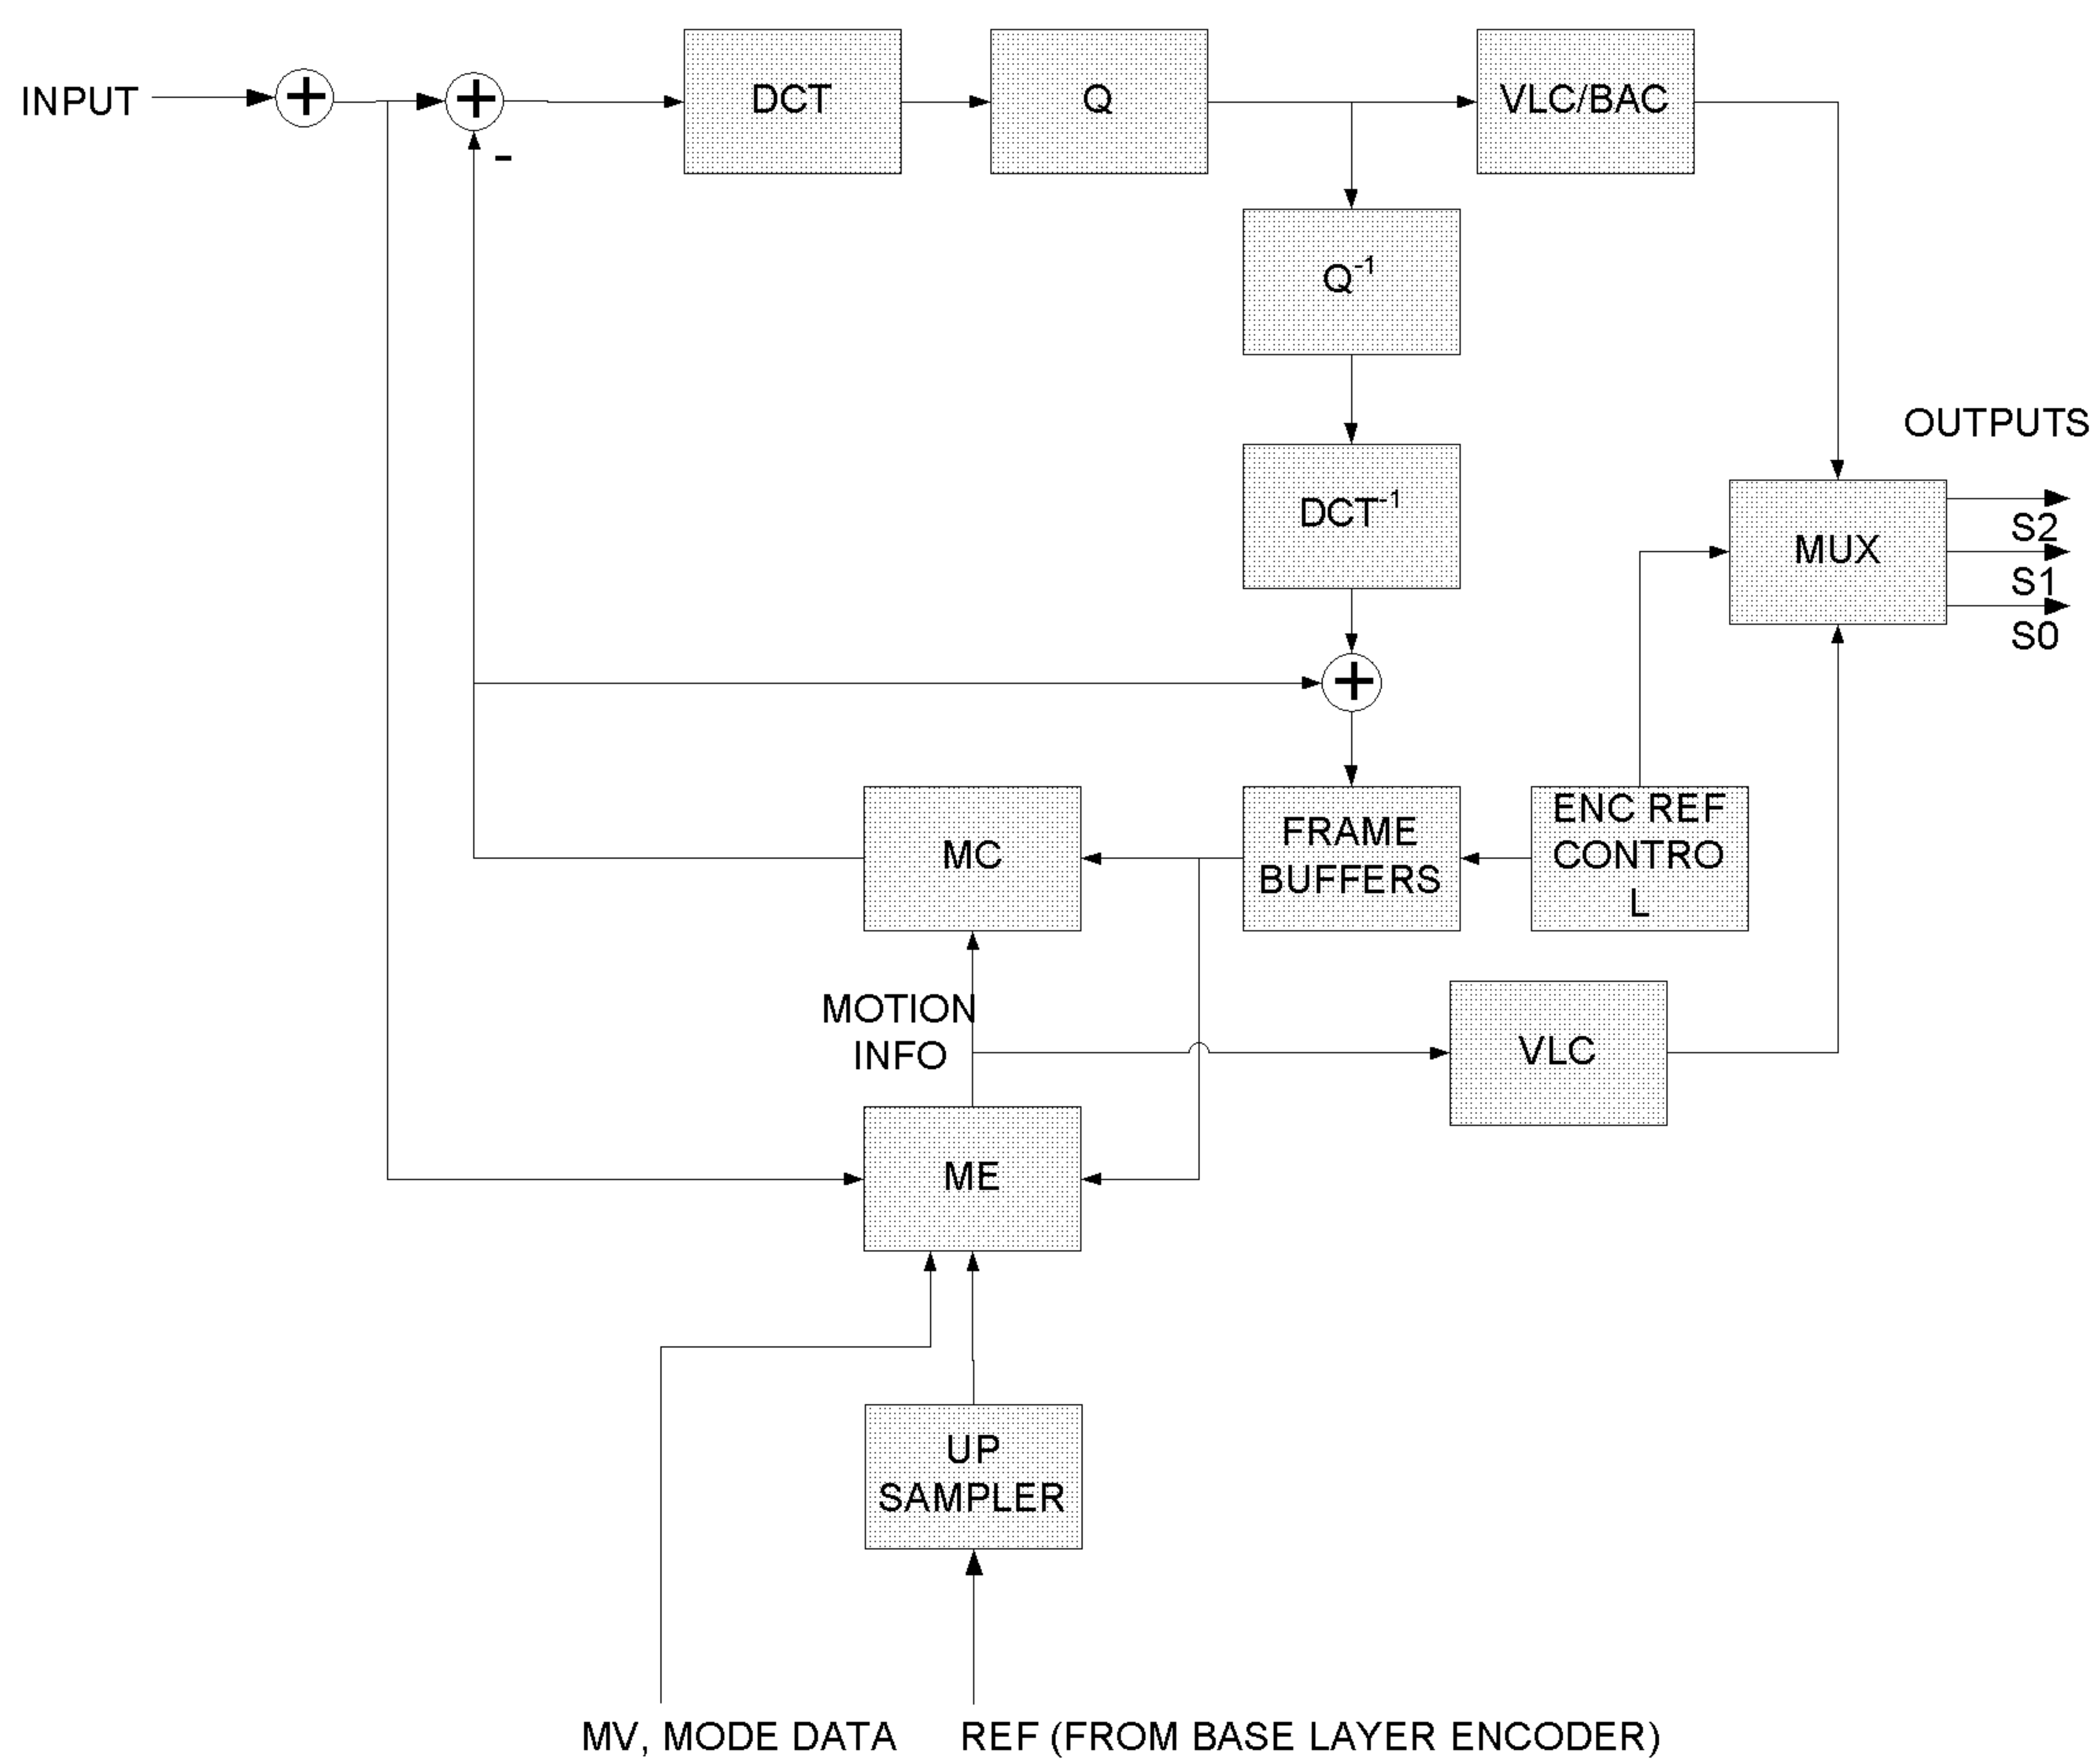 INPUT
+
+
-
DCT
Q
VLC/BAC
Q-1
DCT-1
OUTPUTS
MUX
S2
S1
S0
+
MC
FRAME
BUFFERS
ENC REF
CONTRO
L
MOTION
INFO
VLC
ME
UP
SAMPLER
MV, MODE DATA
REF (FROM BASE LAYER ENCODER)